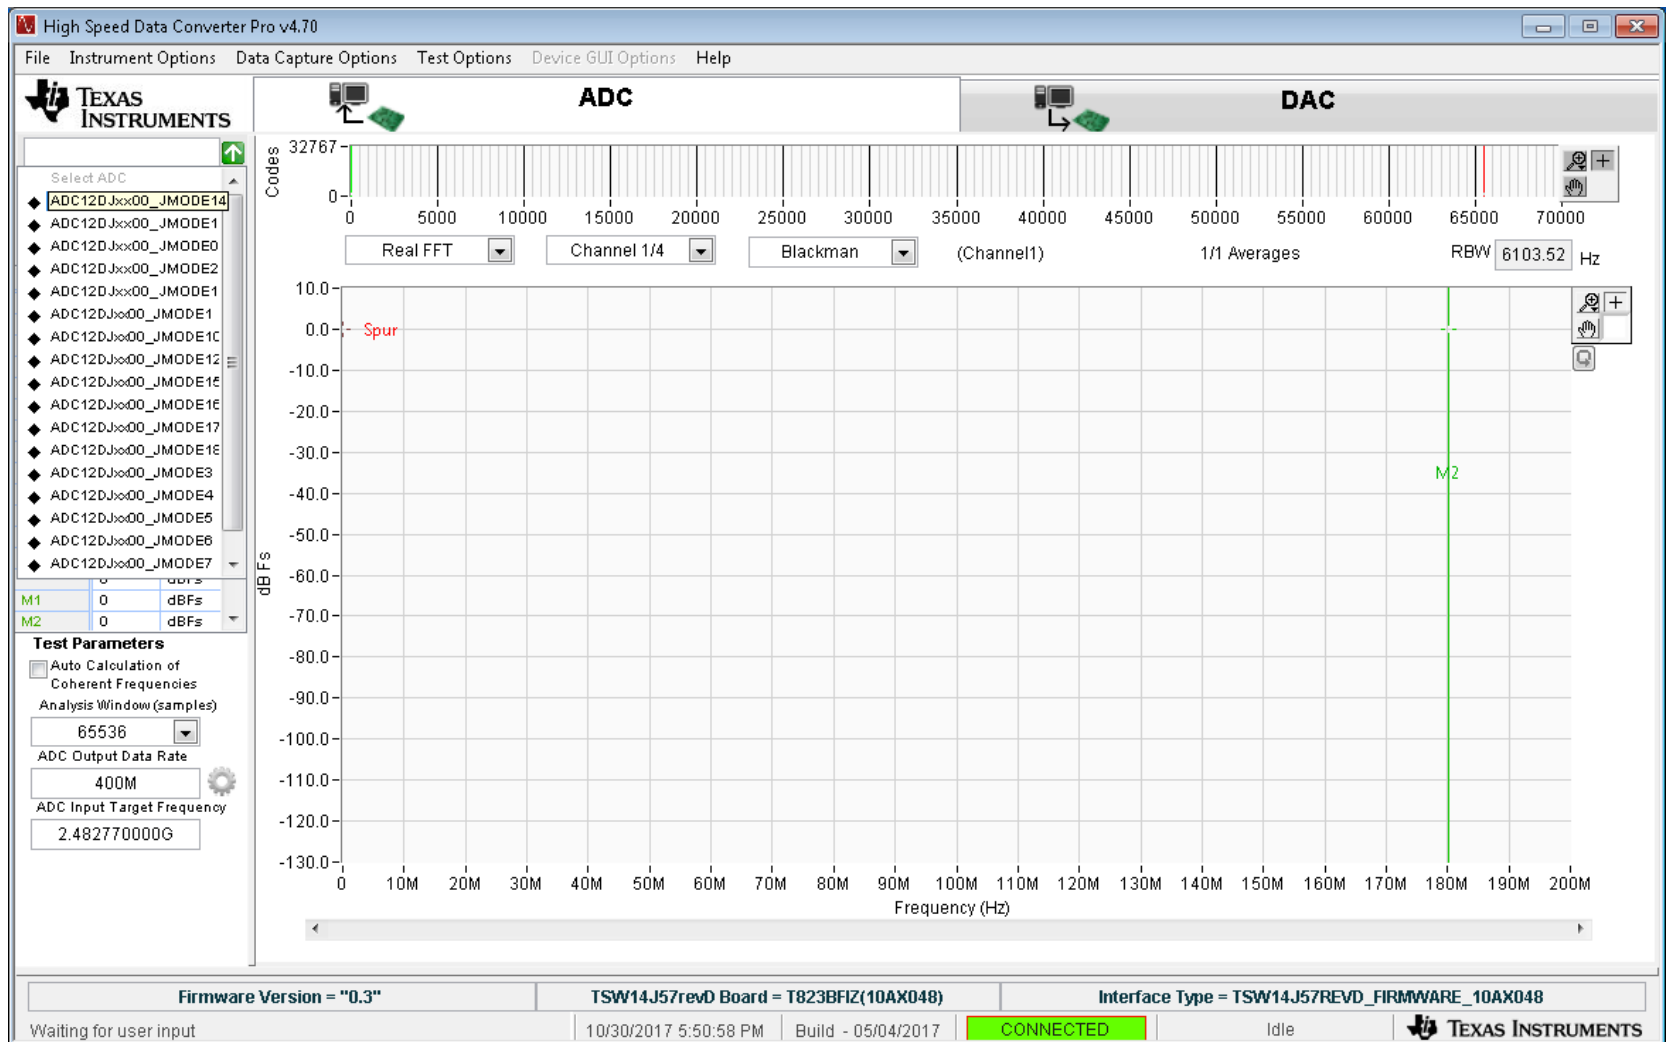 High Speed Data Converter Pro v4.70
File Instrument Options Data Capture Options Test Options Device GUI Options Help
TEXAS INSTRUMENTS
ADC
DAC
Select ADC
ADC12DJxx00_JMODE14
ADC12DJxx00_JMODE1
ADC12DJxx00_JMODE0
ADC12DJxx00_JMODE2
ADC12DJxx00_JMODE1
ADC12DJxx00_JMODE1
ADC12DJxx00_JMODE10
ADC12DJxx00_JMODE12
ADC12DJxx00_JMODE15
ADC12DJxx00_JMODE16
ADC12DJxx00_JMODE17
ADC12DJxx00_JMODE18
ADC12DJxx00_JMODE3
ADC12DJxx00_JMODE4
ADC12DJxx00_JMODE5
ADC12DJxx00_JMODE6
ADC12DJxx00_JMODE7
0 dBFs
M1 0 dBFs
M2 0 dBFs
Test Parameters
Auto Calculation of
Coherent Frequencies
Analysis Window (samples)
65536
ADC Output Data Rate
400M
ADC Input Target Frequency
2.482770000G
Codes
32767
0
0 5000 10000 15000 20000 25000 30000 35000 40000 45000 50000 55000 60000 65000 70000
Real FFT Channel 1/4 Blackman (Channel1) 1/1 Averages RBW 6103.52 Hz
10.0
0.0 Spur
-10.0
-20.0
-30.0
M2
-40.0
-50.0
dB Fs
-60.0
-70.0
-80.0
-90.0
-100.0
-110.0
-120.0
-130.0
0 10M 20M 30M 40M 50M 60M 70M 80M 90M 100M 110M 120M 130M 140M 150M 160M 170M 180M 190M 200M
Frequency (Hz)
Firmware Version = "0.3" TSW14J57revD Board = T823BFIZ(10AX048) Interface Type = TSW14J57REVD_FIRMWARE_10AX048
Waiting for user input 10/30/2017 5:50:58 PM Build - 05/04/2017 CONNECTED Idle TEXAS INSTRUMENTS